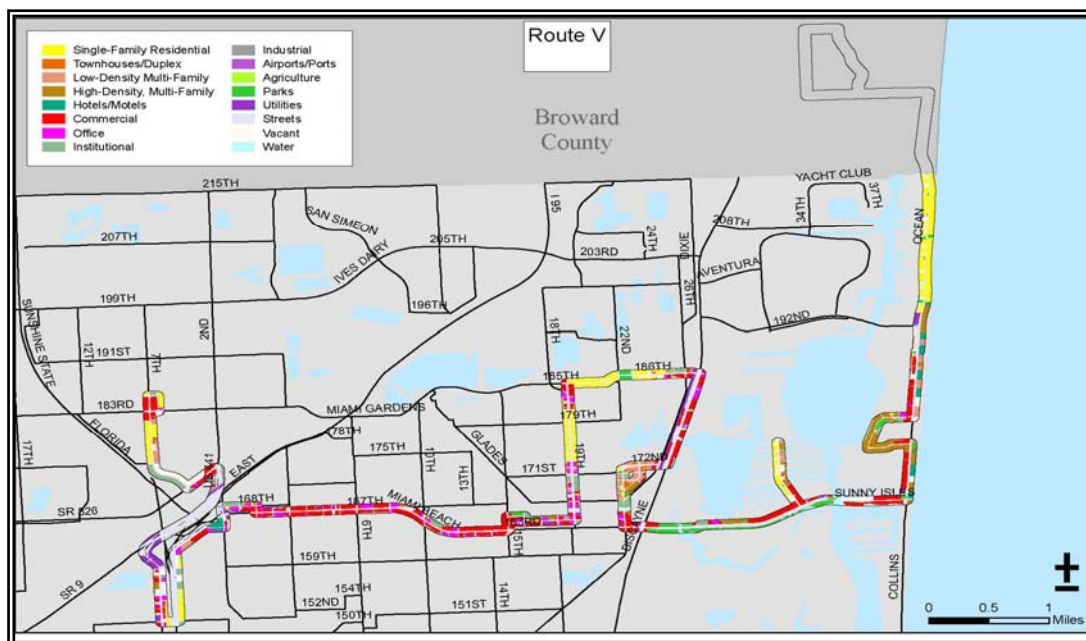 Route V
Single-Family Residential
Townhouses/Duplex
Low-Density Multi-Family
High-Density, Multi-Family
Hotels/Motels
Commercial
Office
Institutional
Industrial
Airports/Ports
Agriculture
Parks
Utilities
Streets
Vacant
Water
Broward
County
215TH
YACHT CLUB
37TH
34TH
SAN SIMEON
I 95
OCEAN
207TH
205TH
24TH
208TH
DIXIE
203RD
IVES DAIRY
AVENTURA
26TH
199TH
196TH
SUNSHINE STATE
2ND
18TH
22ND
192ND
12TH
191ST
7TH
185TH
186TH
183RD
MIAMI GARDENS
179TH
FLORIDA
78TH
175TH
GLADES
19TH
17TH
10TH
13TH
171ST
172ND
441
EAST
SR 826
168TH
167TH
MIAMI BEACH
SUNNY ISLES
163RD
BISCAYNE
9TH
15TH
159TH
SR 9
154TH
152ND
150TH
151ST
14TH
COLLINS
0 0.5 1
Miles